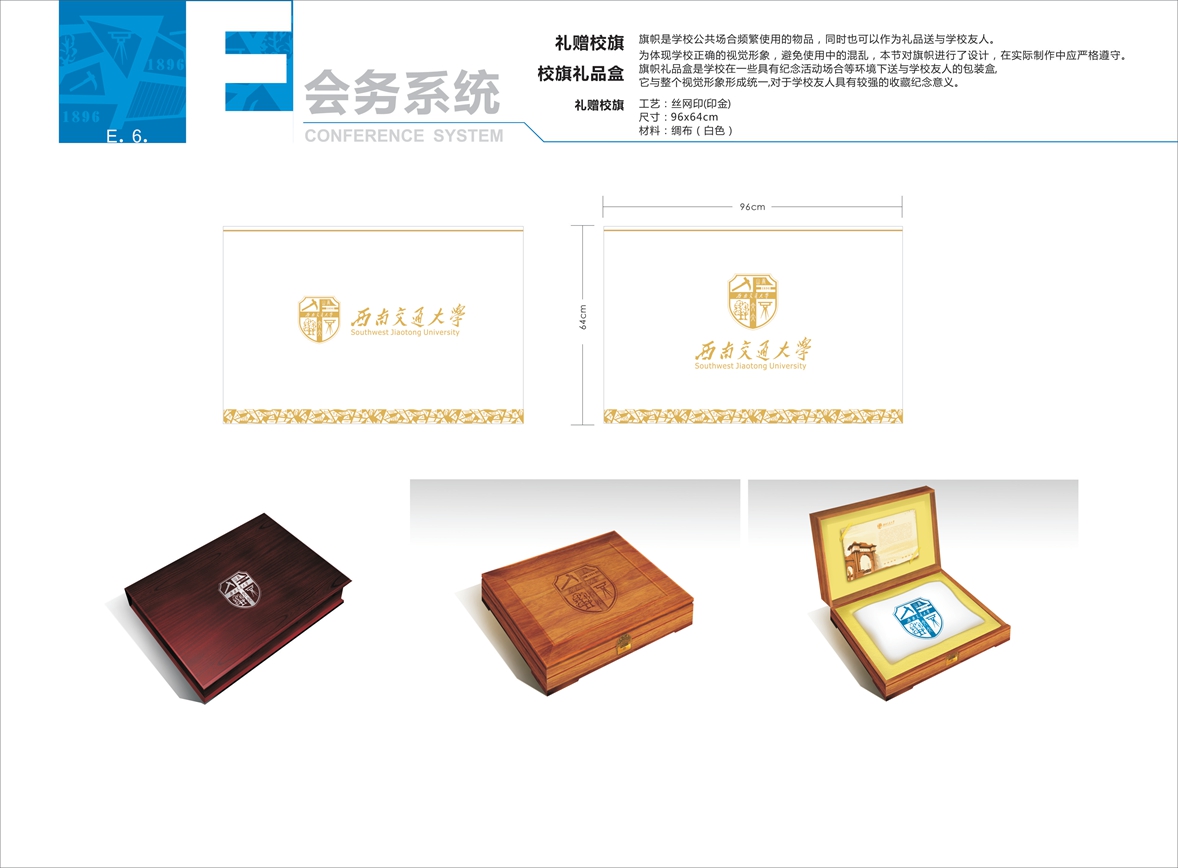 1896
1896
E. 6.
E
会务系统
CONFERENCE SYSTEM
礼赠校旗
校旗礼品盒
旗帜是学校公共场合频繁使用的物品，同时也可以作为礼品送与学校友人。
为体现学校正确的视觉形象，避免使用中的混乱，本节对旗帜进行了设计，在实际制作中应严格遵守。
旗帜礼品盒是学校在一些具有纪念活动场合等环境下送与学校友人的包装盒,
它与整个视觉形象形成统一,对于学校友人具有较强的收藏纪念意义。
礼赠校旗
工艺：丝网印(印金)
尺寸：96x64cm
材料：绸布（白色）
96cm
64cm
西南交通大學
Southwest Jiaotong University
西南交通大學
Southwest Jiaotong University